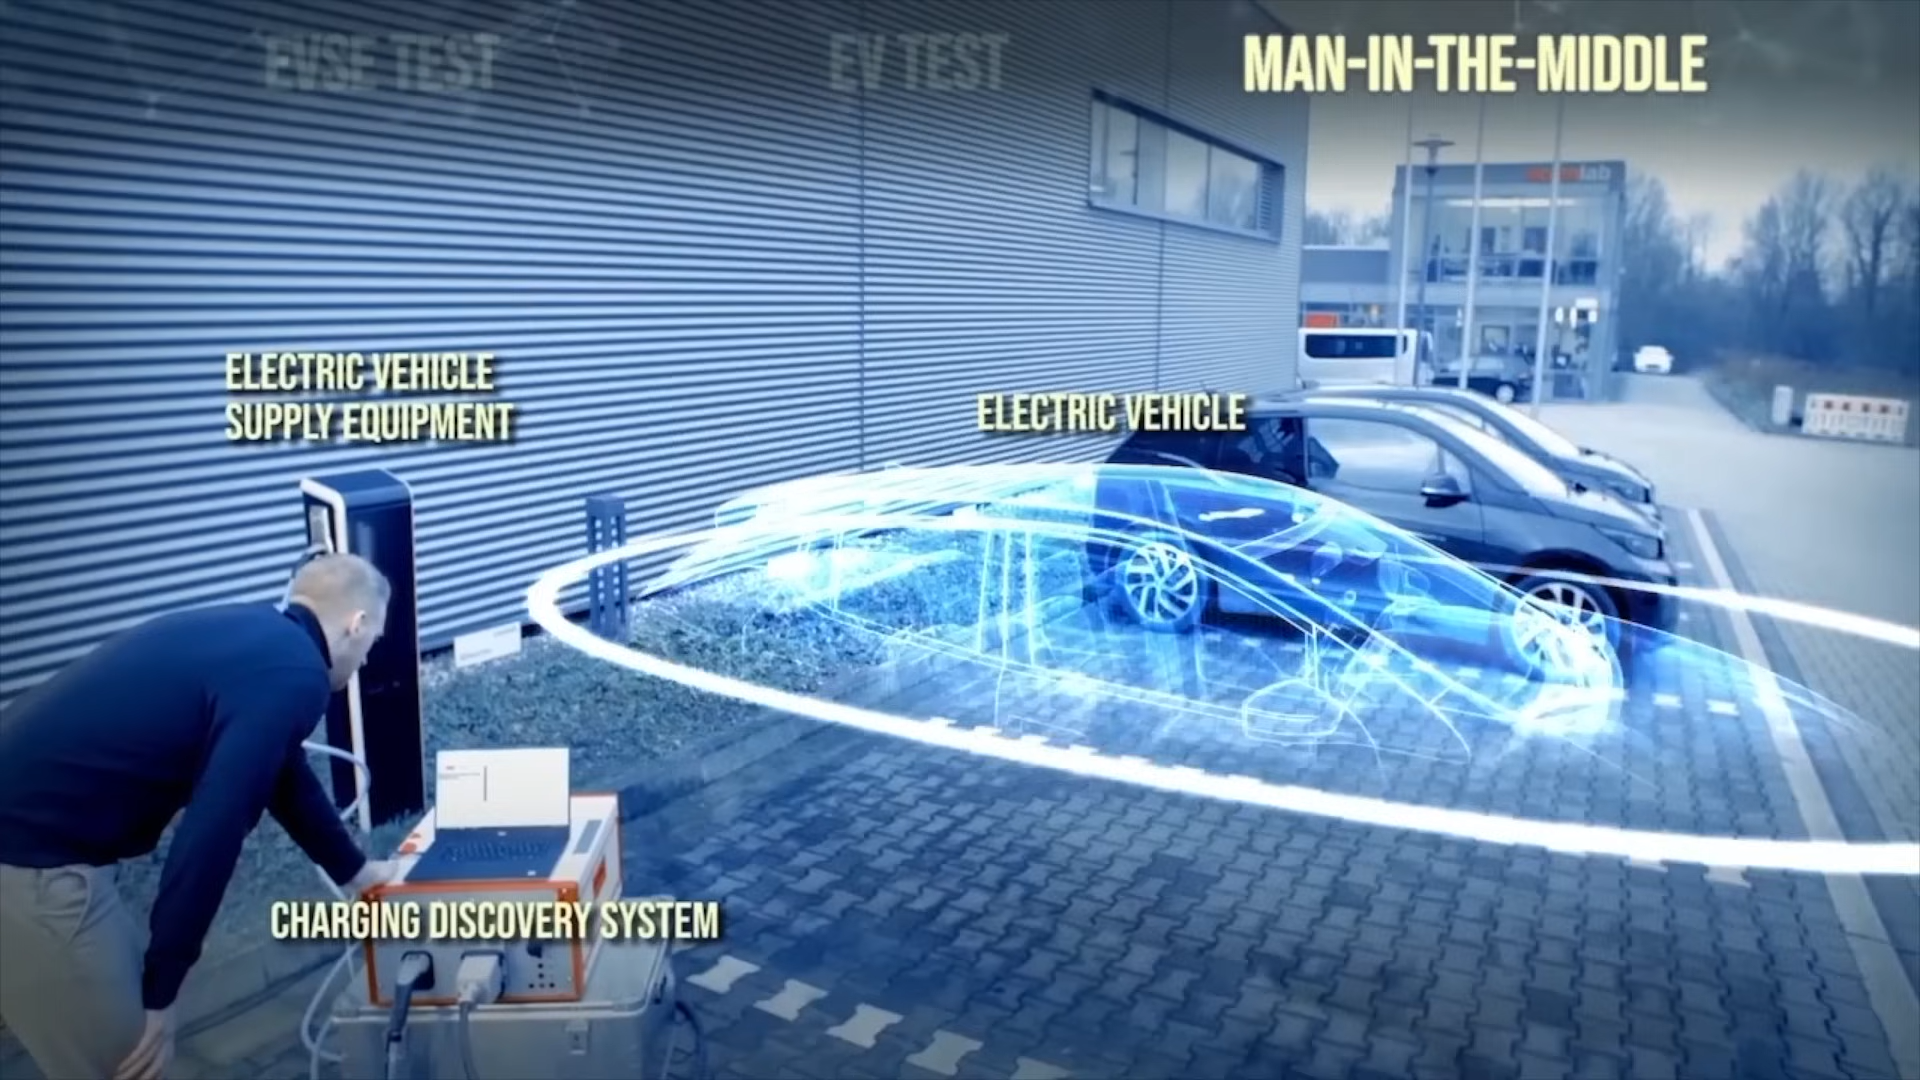 EVSE TEST
EV TEST
MAN-IN-THE-MIDDLE
ELECTRIC VEHICLE
SUPPLY EQUIPMENT
ELECTRIC VEHICLE
CHARGING DISCOVERY SYSTEM